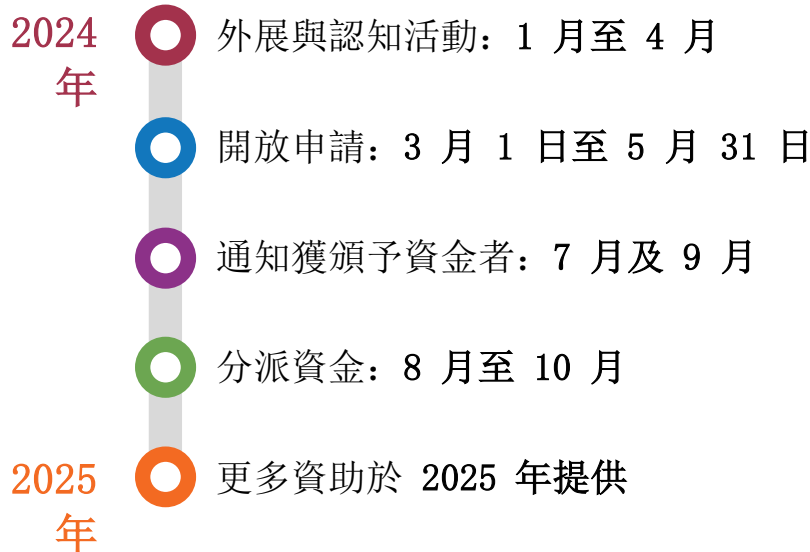 2024
年
外展與認知活動：1 月至 4 月
開放申請：3 月 1 日至 5 月 31 日
通知獲頒予資金者：7 月及 9 月
分派資金：8 月至 10 月
2025
年
更多資助於 2025 年提供